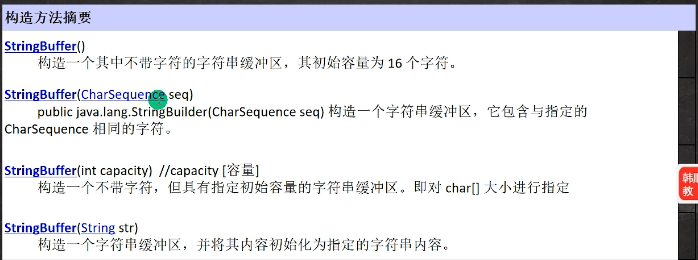 构造方法摘要
StringBuffer()
构造一个其中不带字符的字符串缓冲区，其初始容量为 16 个字符。
StringBuffer(CharSequence seq)
public java.lang.StringBuilder(CharSequence seq) 构造一个字符串缓冲区，它包含与指定的
CharSequence 相同的字符。
StringBuffer(int capacity) //capacity [容量]
构造一个不带字符，但具有指定初始容量的字符串缓冲区。即对 char[] 大小进行指定
StringBuffer(String str)
构造一个字符串缓冲区，并将其内容初始化为指定的字符串内容。